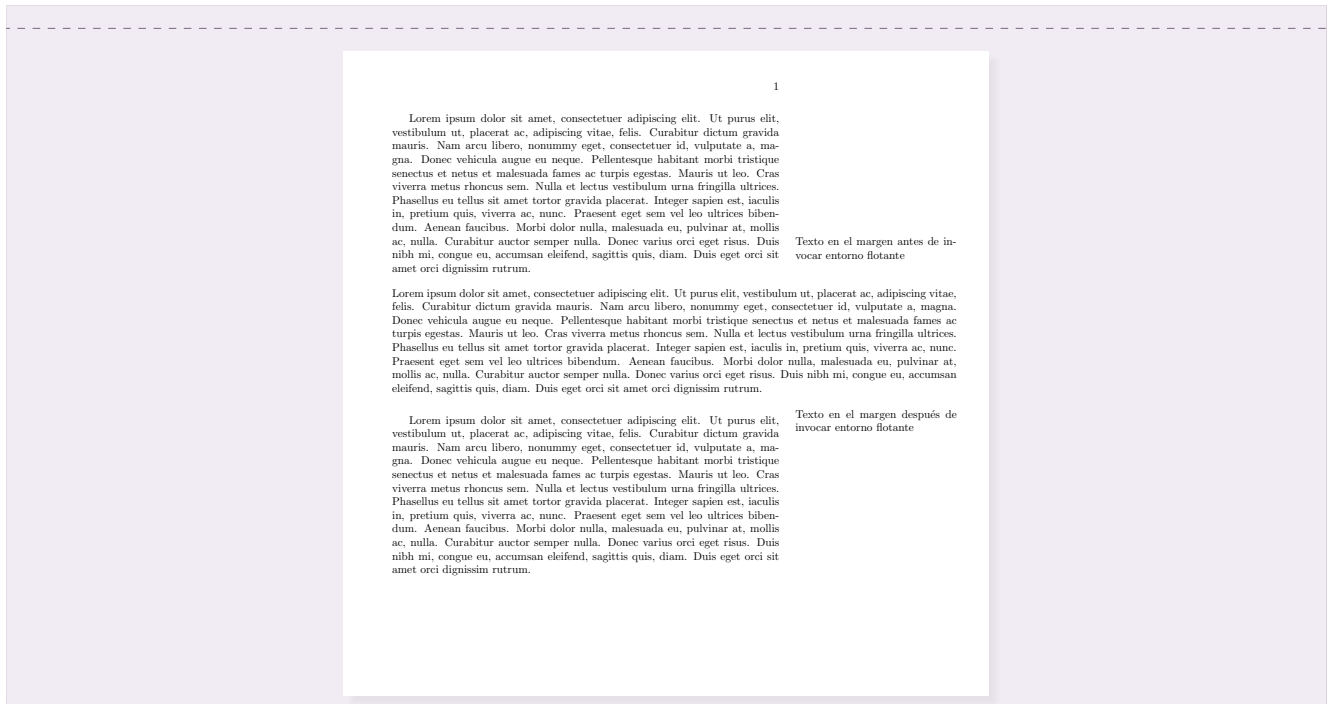 1
Lorem ipsum dolor sit amet, consectetuer adipiscing elit. Ut purus elit,
vestibulum ut, placerat ac, adipiscing vitae, felis. Curabitur dictum gravida
mauris. Nam arcu libero, nonummy eget, consectetuer id, vulputate a, ma-
gna. Donec vehicula augue eu neque. Pellentesque habitant morbi tristique
senectus et netus et malesuada fames ac turpis egestas. Mauris ut leo. Cras
viverra metus rhoncus sem. Nulla et lectus vestibulum urna fringilla ultrices.
Phasellus eu tellus sit amet tortor gravida placerat. Integer sapien est, iaculis
in, pretium quis, viverra ac, nunc. Praesent eget sem vel leo ultrices biben-
dum. Aenean faucibus. Morbi dolor nulla, malesuada eu, pulvinar at, mollis
ac, nulla. Curabitur auctor semper nulla. Donec varius orci eget risus. Duis
nibh mi, congue eu, accumsan eleifend, sagittis quis, diam. Duis eget orci sit
amet orci dignissim rutrum.
Texto en el margen antes de in-
vocar entorno flotante
Lorem ipsum dolor sit amet, consectetuer adipiscing elit. Ut purus elit, vestibulum ut, placerat ac, adipiscing vitae,
felis. Curabitur dictum gravida mauris. Nam arcu libero, nonummy eget, consectetuer id, vulputate a, magna.
Donec vehicula augue eu neque. Pellentesque habitant morbi tristique senectus et netus et malesuada fames ac
turpis egestas. Mauris ut leo. Cras viverra metus rhoncus sem. Nulla et lectus vestibulum urna fringilla ultrices.
Phasellus eu tellus sit amet tortor gravida placerat. Integer sapien est, iaculis in, pretium quis, viverra ac, nunc.
Praesent eget sem vel leo ultrices bibendum. Aenean faucibus. Morbi dolor nulla, malesuada eu, pulvinar at,
mollis ac, nulla. Curabitur auctor semper nulla. Donec varius orci eget risus. Duis nibh mi, congue eu, accumsan
eleifend, sagittis quis, diam. Duis eget orci sit amet orci dignissim rutrum.
Lorem ipsum dolor sit amet, consectetuer adipiscing elit. Ut purus elit,
vestibulum ut, placerat ac, adipiscing vitae, felis. Curabitur dictum gravida
mauris. Nam arcu libero, nonummy eget, consectetuer id, vulputate a, ma-
gna. Donec vehicula augue eu neque. Pellentesque habitant morbi tristique
senectus et netus et malesuada fames ac turpis egestas. Mauris ut leo. Cras
viverra metus rhoncus sem. Nulla et lectus vestibulum urna fringilla ultrices.
Phasellus eu tellus sit amet tortor gravida placerat. Integer sapien est, iaculis
in, pretium quis, viverra ac, nunc. Praesent eget sem vel leo ultrices biben-
dum. Aenean faucibus. Morbi dolor nulla, malesuada eu, pulvinar at, mollis
ac, nulla. Curabitur auctor semper nulla. Donec varius orci eget risus. Duis
nibh mi, congue eu, accumsan eleifend, sagittis quis, diam. Duis eget orci sit
amet orci dignissim rutrum.
Texto en el margen después de
invocar entorno flotante